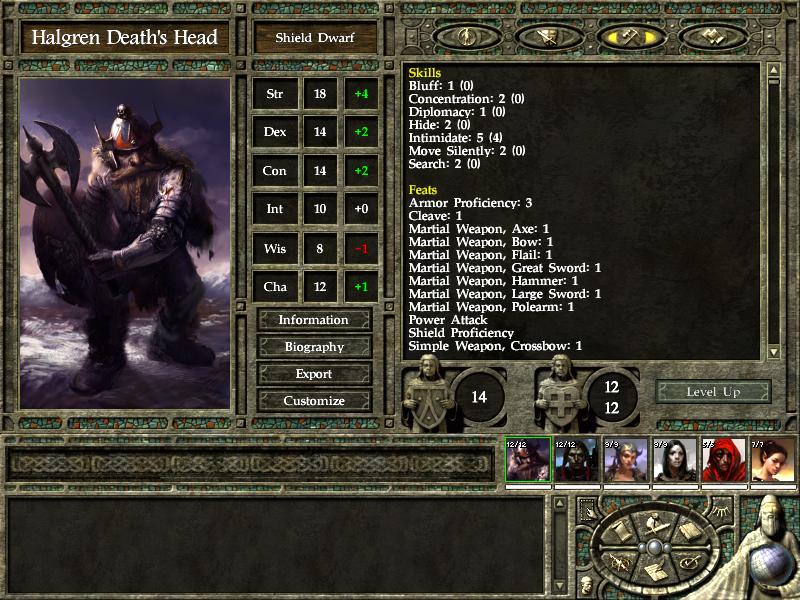 Halgren Death's Head
Shield Dwarf
Str 18 +4
Dex 14 +2
Con 14 +2
Int 10 +0
Wis 8 -1
Cha 12 +1
Information
Biography
Export
Customize
Skills
Bluff: 1 (0)
Concentration: 2 (0)
Diplomacy: 1 (0)
Hide: 2 (0)
Intimidate: 5 (4)
Move Silently: 2 (0)
Search: 2 (0)
Feats
Armor Proficiency: 3
Cleave: 1
Martial Weapon, Axe: 1
Martial Weapon, Bow: 1
Martial Weapon, Flail: 1
Martial Weapon, Great Sword: 1
Martial Weapon, Hammer: 1
Martial Weapon, Large Sword: 1
Martial Weapon, Polearm: 1
Power Attack
Shield Proficiency
Simple Weapon, Crossbow: 1
14
12
12
Level Up
12/12 12/12 9/9 9/9 5/5 7/7